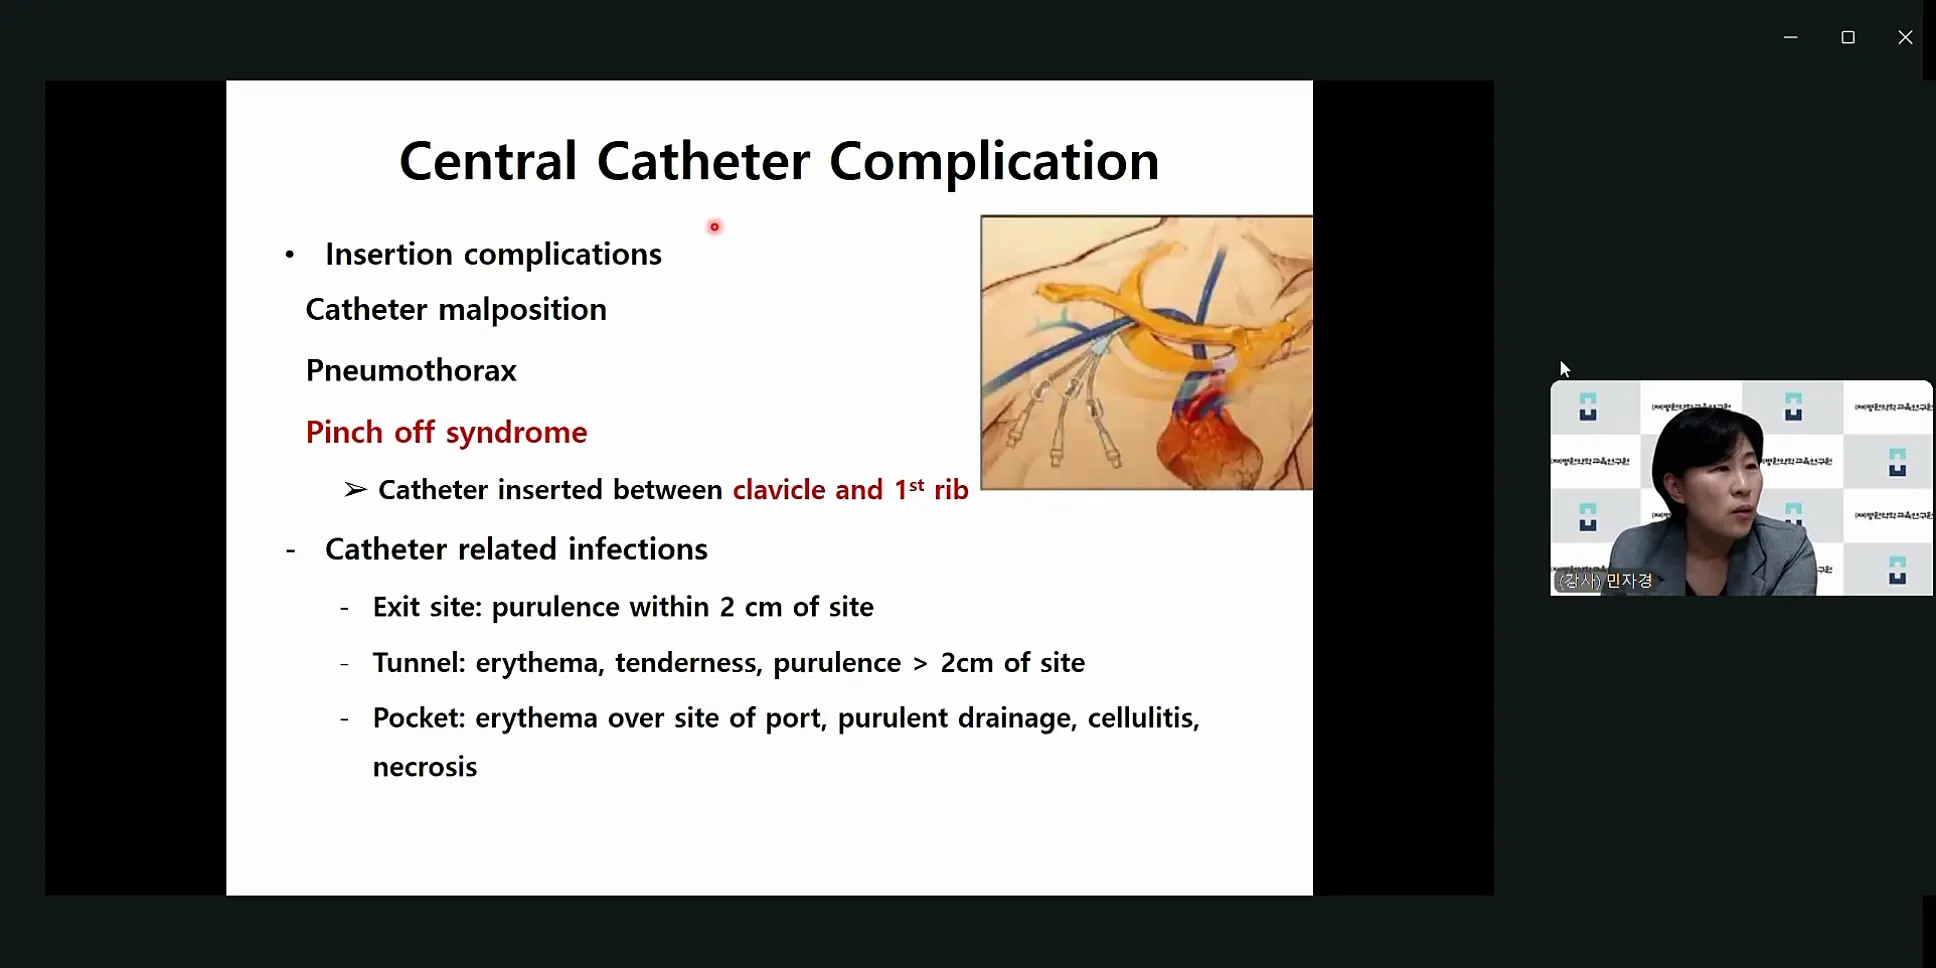 Central Catheter Complication
• Insertion complications
Catheter malposition
Pneumothorax
Pinch off syndrome
➢ Catheter inserted between clavicle and 1st rib
- Catheter related infections
- Exit site: purulence within 2 cm of site
- Tunnel: erythema, tenderness, purulence > 2cm of site
- Pocket: erythema over site of port, purulent drainage, cellulitis,
necrosis
(강사) 민자경